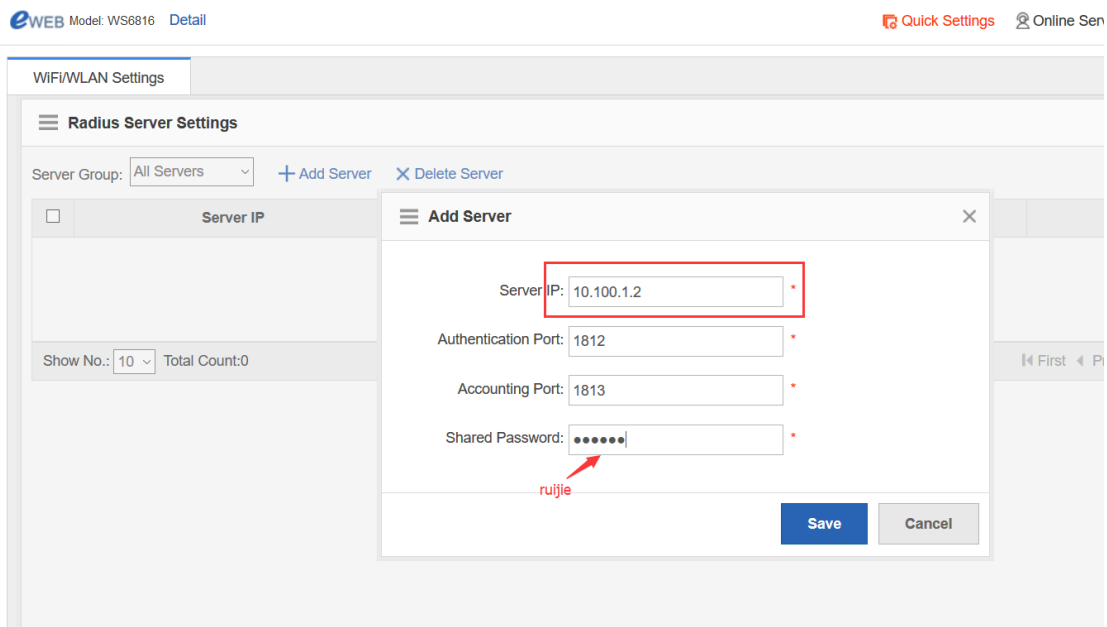 eWEB Model: WS6816 Detail Quick Settings Online Serv
WiFi/WLAN Settings
Radius Server Settings
Server Group: All Servers Add Server Delete Server
Server IP
Add Server
Server IP: 10.100.1.2 *
Authentication Port: 1812 *
Accounting Port: 1813 *
Shared Password: ●●●●●● *
ruijie
Show No.: 10 Total Count:0 First Pr
Save Cancel